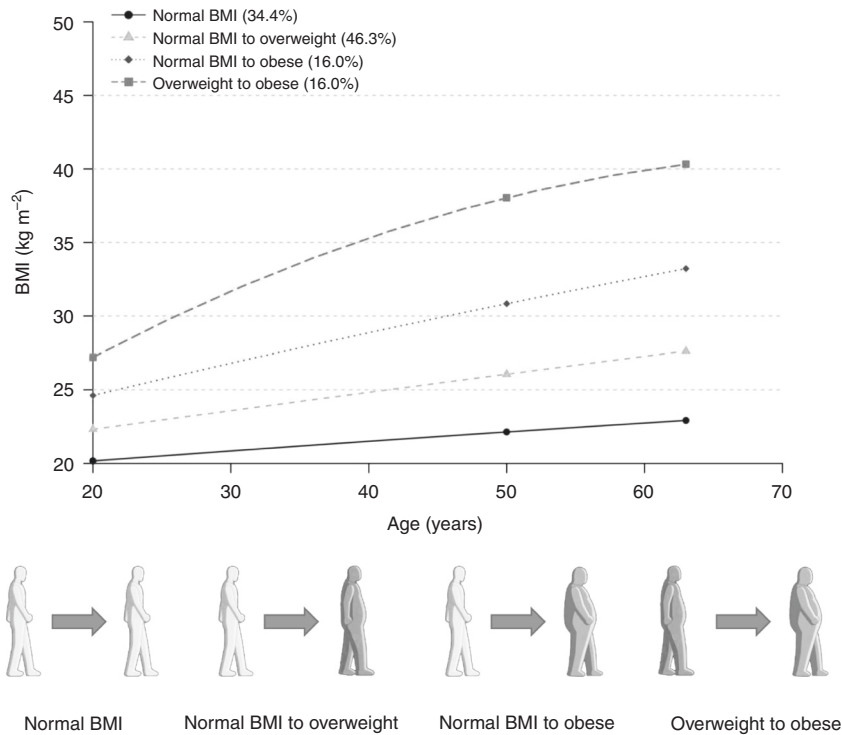 Normal BMI (34.4%)
Normal BMI to overweight (46.3%)
Normal BMI to obese (16.0%)
Overweight to obese (16.0%)
50
45
40
35
30
25
20
BMI (kg m−2)
20 30 40 50 60 70
Age (years)
Normal BMI Normal BMI to overweight Normal BMI to obese Overweight to obese